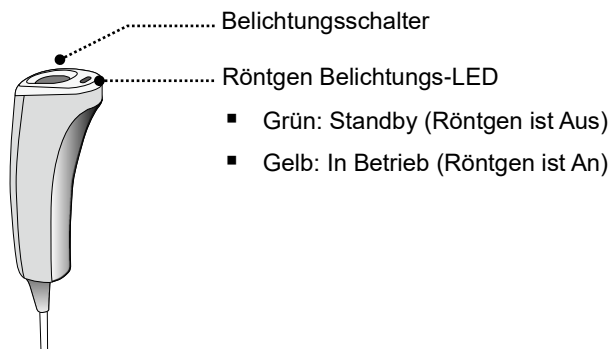 Belichtungsschalter
Röntgen Belichtungs-LED
▪ Grün: Standby (Röntgen ist Aus)
▪ Gelb: In Betrieb (Röntgen ist An)